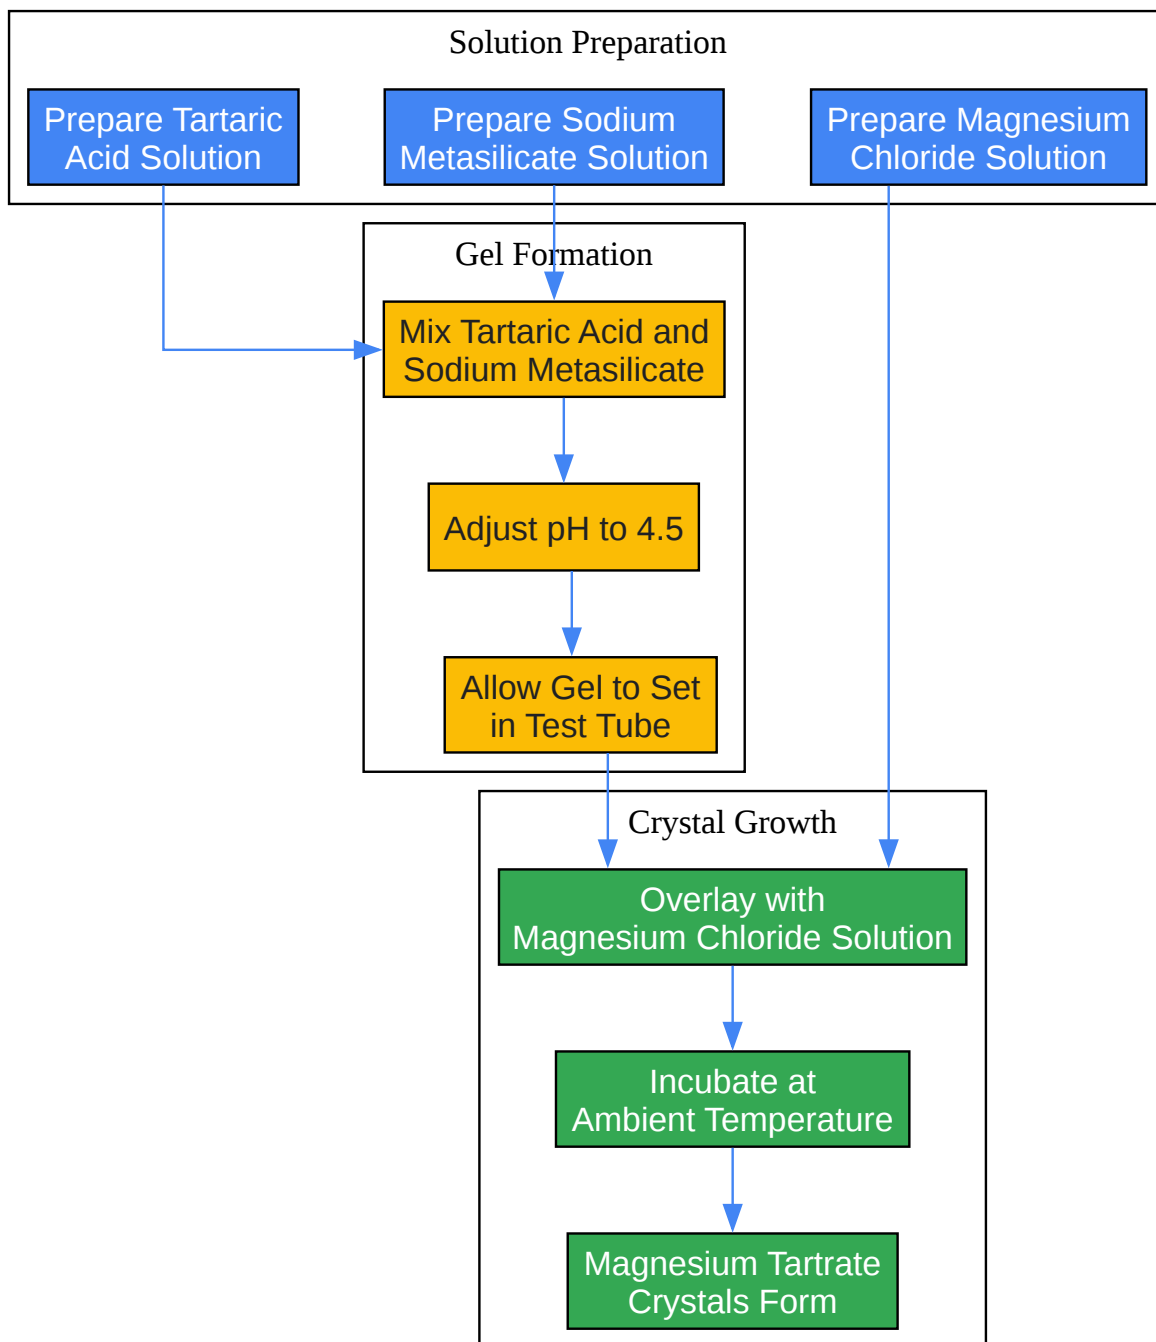 Solution Preparation
Prepare Tartaric
Acid Solution
Prepare Sodium
Metasilicate Solution
Prepare Magnesium
Chloride Solution
Gel Formation
Mix Tartaric Acid and
Sodium Metasilicate
Adjust pH to 4.5
Allow Gel to Set
in Test Tube
Crystal Growth
Overlay with
Magnesium Chloride Solution
Incubate at
Ambient Temperature
Magnesium Tartrate
Crystals Form